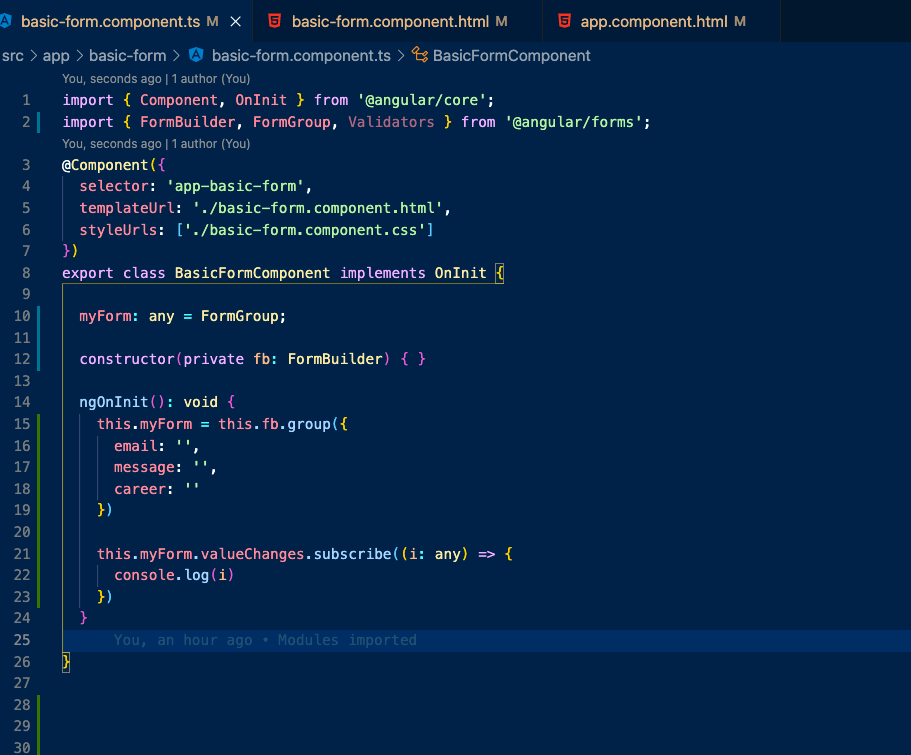 basic-form.component.ts M × basic-form.component.html M app.component.html M
src > app > basic-form > basic-form.component.ts > BasicFormComponent
You, seconds ago | 1 author (You)
1 import { Component, OnInit } from '@angular/core';
2 import { FormBuilder, FormGroup, Validators } from '@angular/forms';
You, seconds ago | 1 author (You)
3 @Component({
4 selector: 'app-basic-form',
5 templateUrl: './basic-form.component.html',
6 styleUrls: ['./basic-form.component.css']
7 })
8 export class BasicFormComponent implements OnInit {
9
10 myForm: any = FormGroup;
11
12 constructor(private fb: FormBuilder) { }
13
14 ngOnInit(): void {
15 this.myForm = this.fb.group({
16 email: '',
17 message: '',
18 career: ''
19 })
20
21 this.myForm.valueChanges.subscribe((i: any) => {
22 console.log(i)
23 })
24 }
25 You, an hour ago • Modules imported
26 }
27
28
29
30